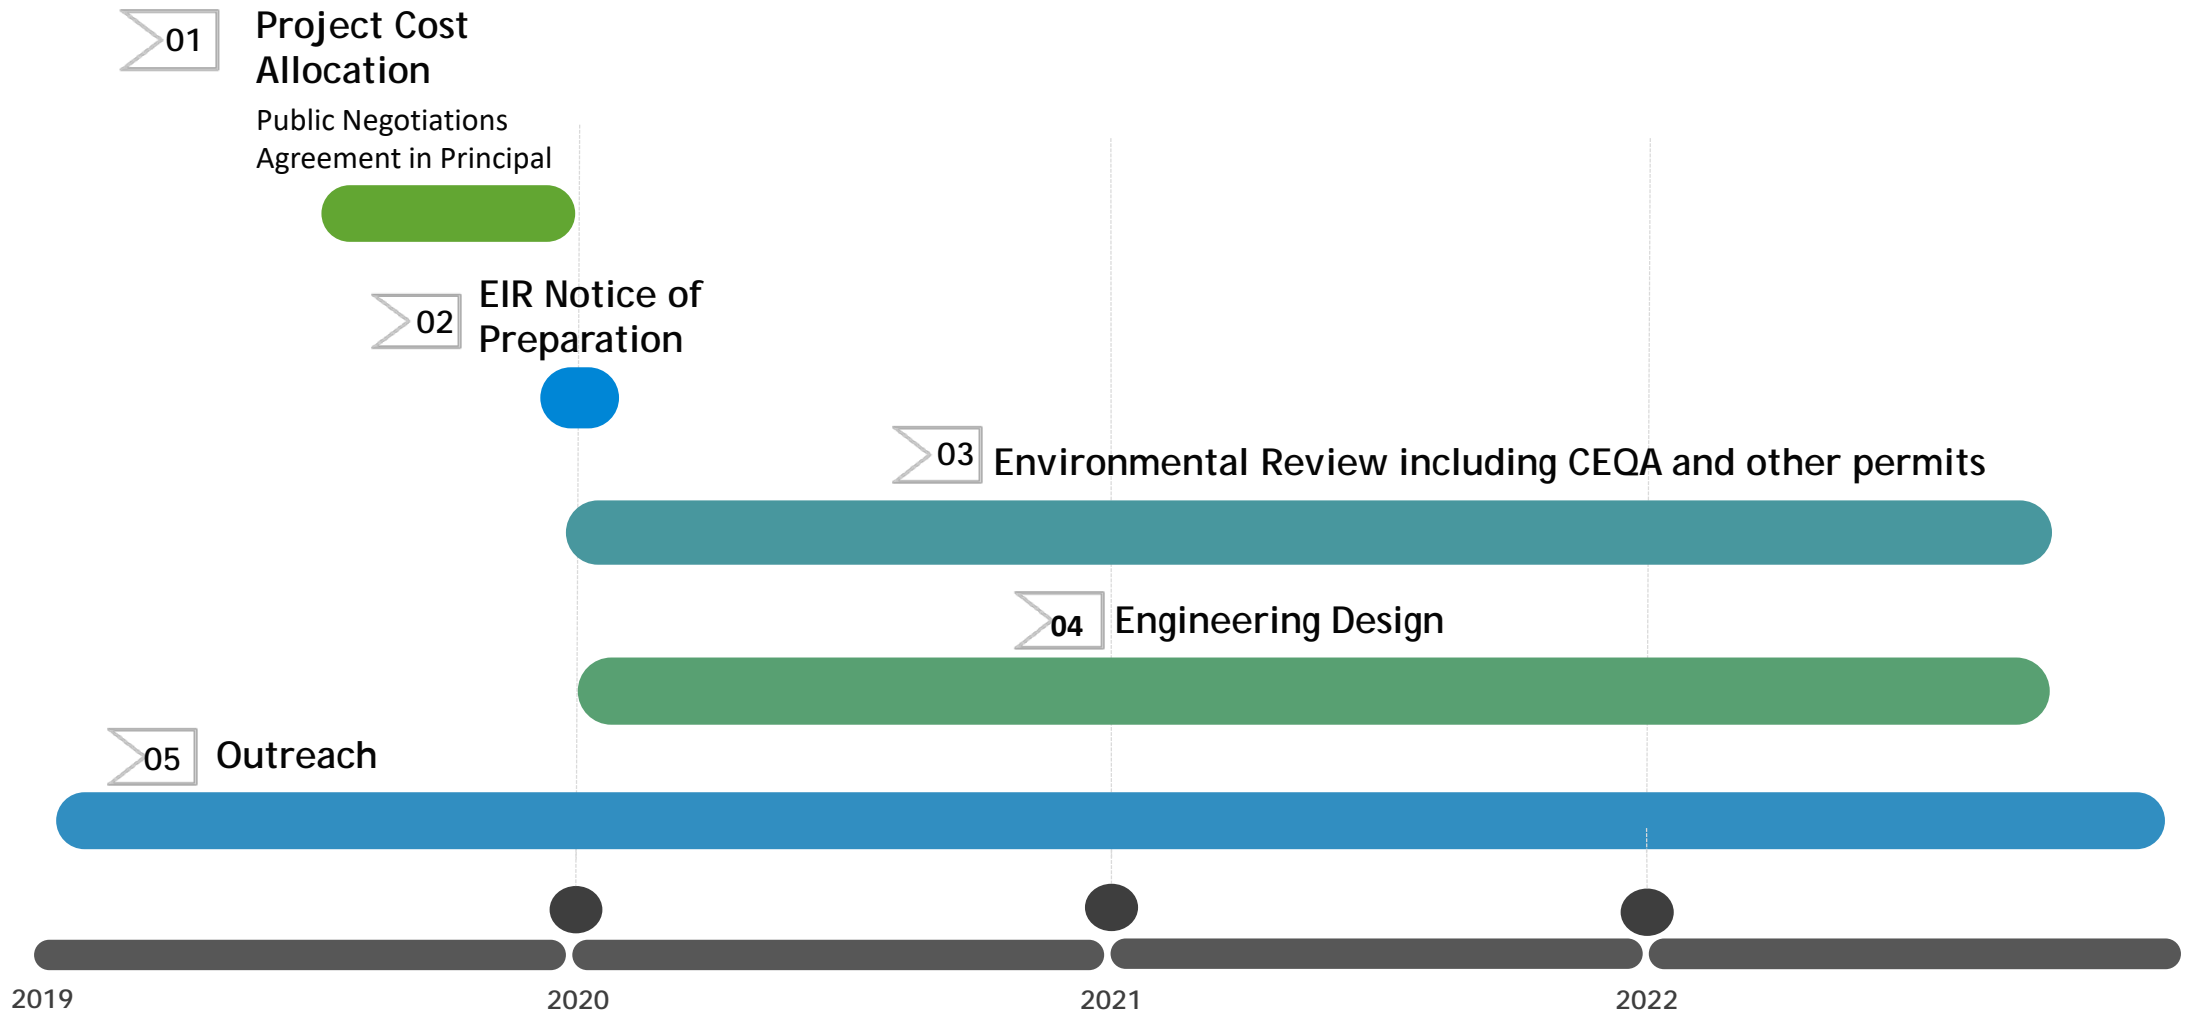 01
Project Cost
Allocation
Public Negotiations
Agreement in Principal
02
EIR Notice of
Preparation
03
Environmental Review including CEQA and other permits
04
Engineering Design
05
Outreach
2019
2020
2021
2022